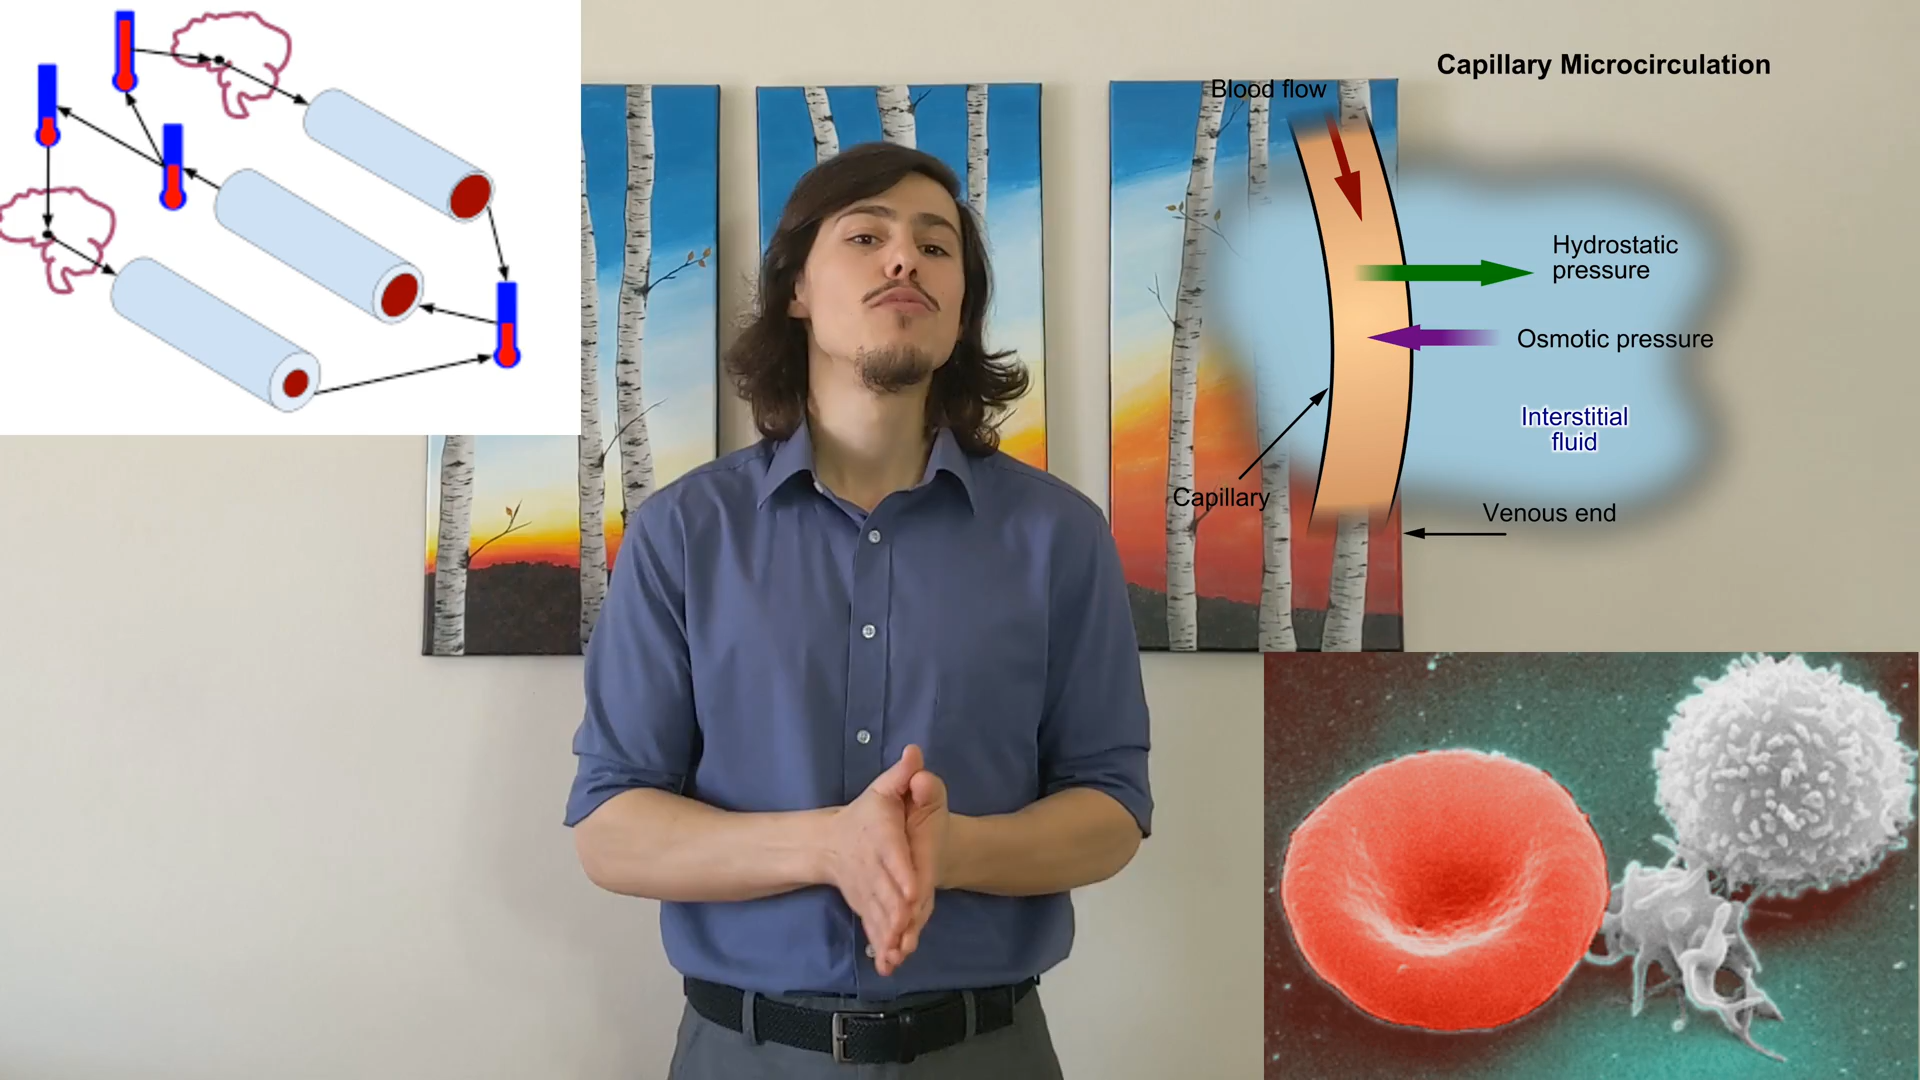 Capillary Microcirculation
Blood flow
Hydrostatic
pressure
Osmotic pressure
Interstitial
fluid
Capillary
Venous end